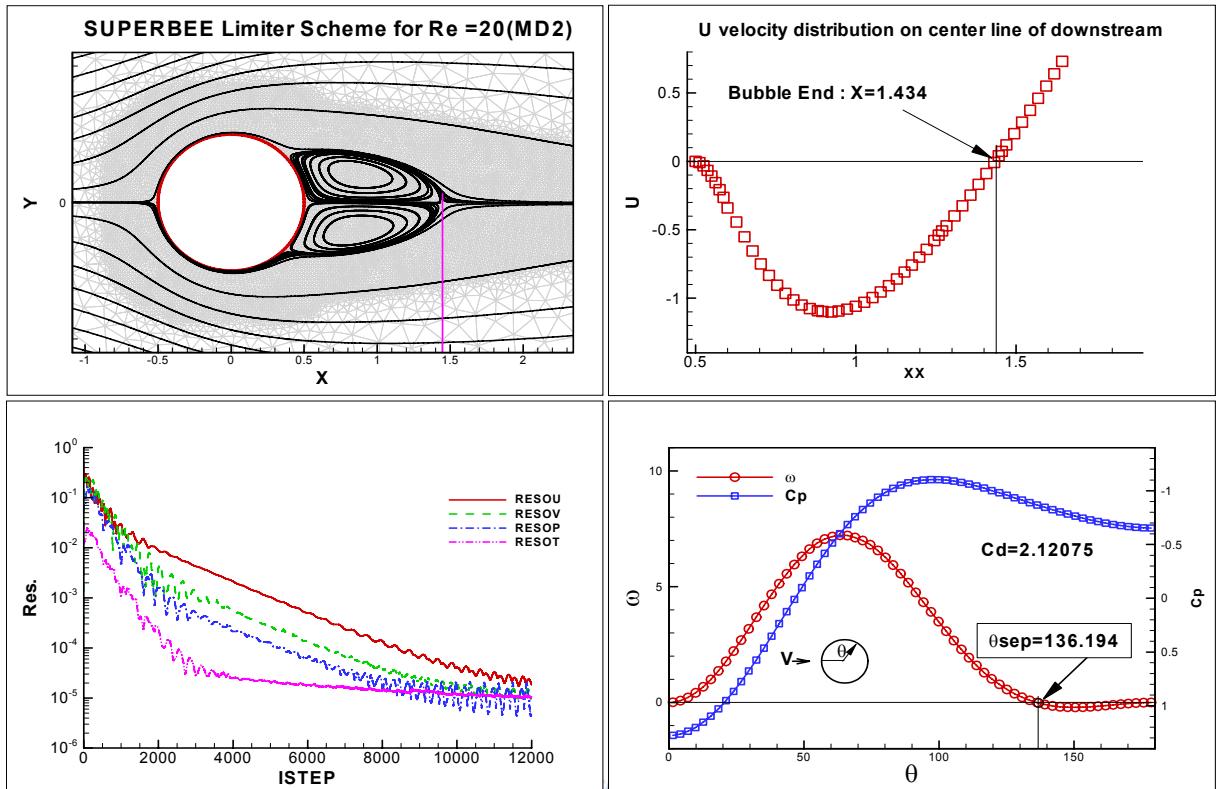 SUPERBEE Limiter Scheme for Re =20(MD2)
Y
0
-1
-0.5
0
0.5
1
1.5
2
X
U velocity distribution on center line of downstream
Bubble End : X=1.434
U
0.5
0
-0.5
-1
0.5
1
1.5
xx
Res.
10^0
10^-1
10^-2
10^-3
10^-4
10^-5
10^-6
RESOU
RESOV
RESOP
RESOT
0
2000
4000
6000
8000
10000
12000
ISTEP
ω
10
5
0
ω
Cp
Cd=2.12075
θsep=136.194
V
θ
-1
-0.5
0
0.5
1
Cp
0
50
100
150
θ